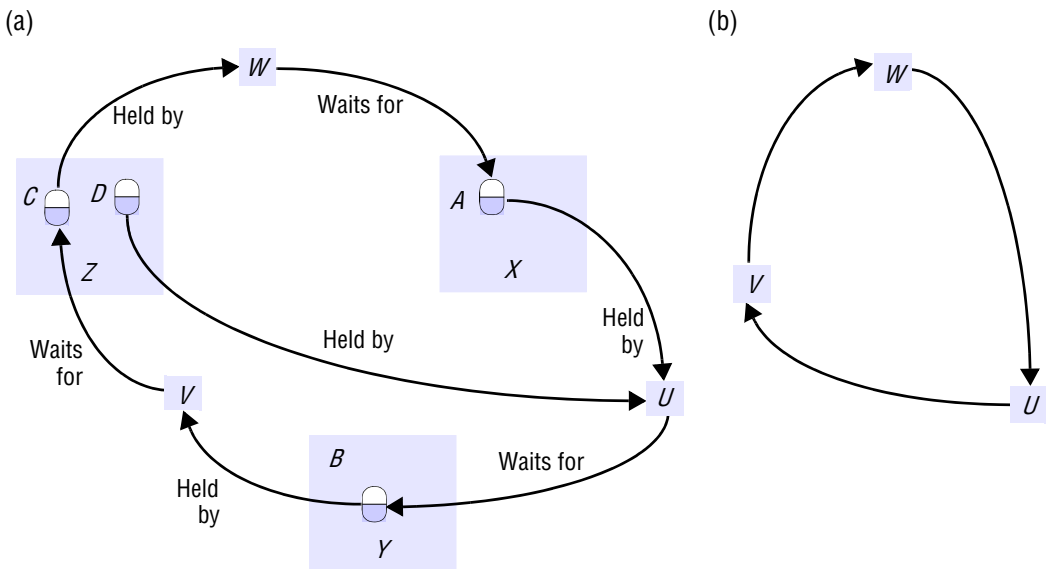 (a)
(b)
W
W
Waits for
Held by
C
D
A
Z
X
V
Held
by
Held by
Waits
for
V
U
U
B
Waits for
Held
by
Y